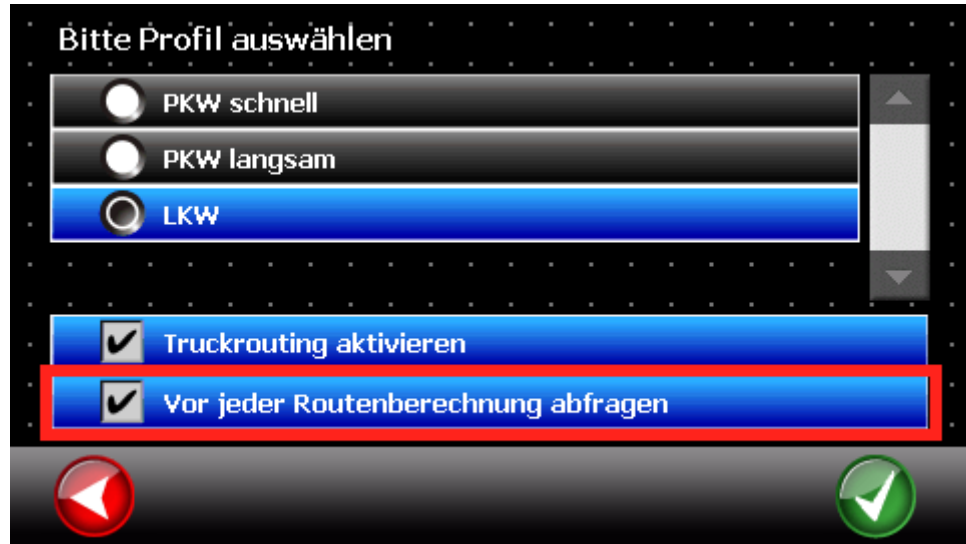 Bitte Profil auswählen
PKW schnell
PKW langsam
LKW
Truckrouting aktivieren
Vor jeder Routenberechnung abfragen